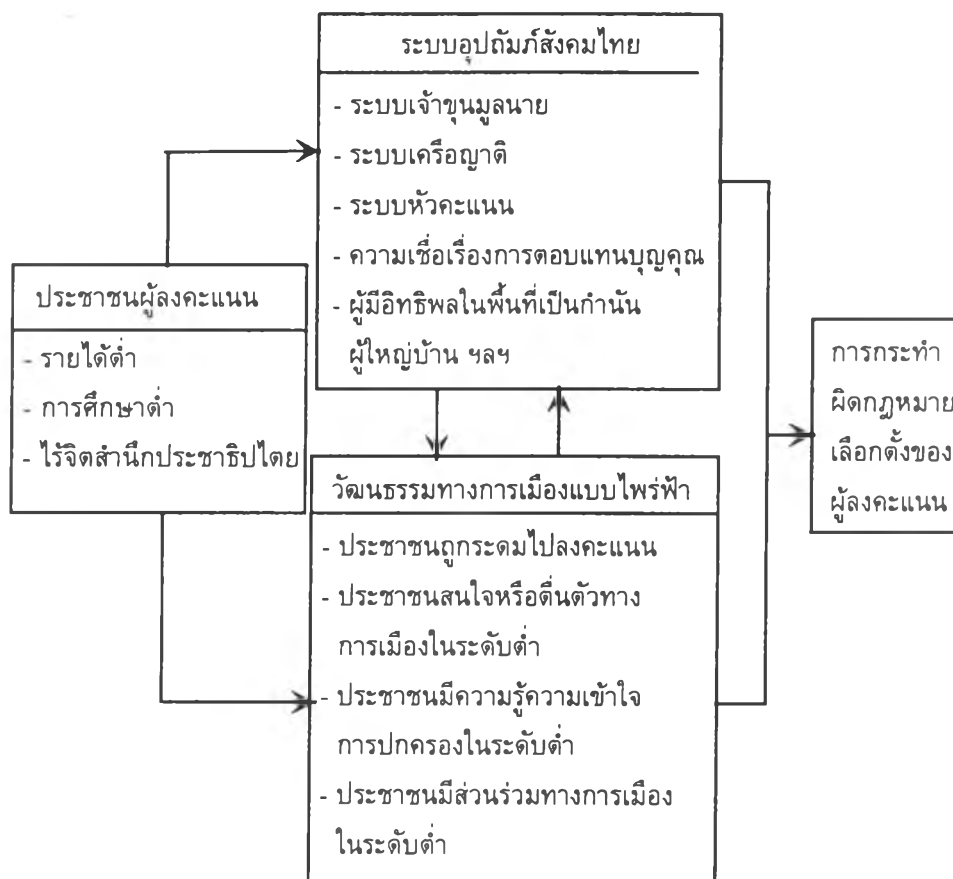 ระบบอุปถัมภ์สังคมไทย
- ระบบเจ้าขุนมูลนาย
- ระบบเครือญาติ
- ระบบหัวคะแนน
- ความเชื่อเรื่องการตอบแทนบุญคุณ
- ผู้มีอิทธิพลในพื้นที่เป็นกำนัน
ผู้ใหญ่บ้าน ฯลฯ
ประชาชนผู้ลงคะแนน
- รายได้ต่ำ
- การศึกษาต่ำ
- ไร้จิตสำนึกประชาธิปไตย
วัฒนธรรมทางการเมืองแบบไพร่ฟ้า
- ประชาชนถูกระดมไปลงคะแนน
- ประชาชนสนใจหรือตื่นตัวทาง
การเมืองในระดับต่ำ
- ประชาชนมีความรู้ความเข้าใจ
การปกครองในระดับต่ำ
- ประชาชนมีส่วนร่วมทางการเมือง
ในระดับต่ำ
การกระทำ
ผิดกฎหมาย
เลือกตั้งของ
ผู้ลงคะแนน